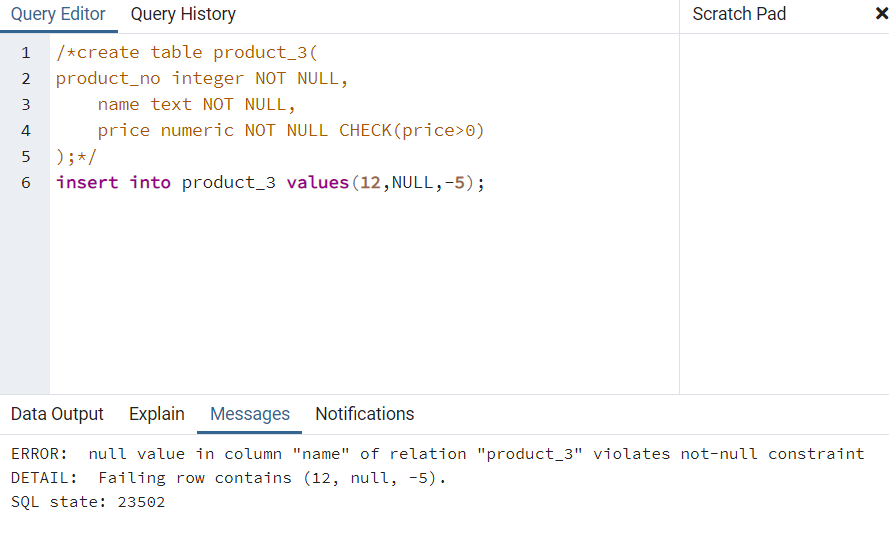 Query Editor Query History Scratch Pad ×
1 /*create table product_3(
2 product_no integer NOT NULL,
3 name text NOT NULL,
4 price numeric NOT NULL CHECK(price>0)
5 );*/
6 insert into product_3 values(12,NULL,-5);
Data Output Explain Messages Notifications
ERROR:  null value in column "name" of relation "product_3" violates not-null constraint
DETAIL:  Failing row contains (12, null, -5).
SQL state: 23502